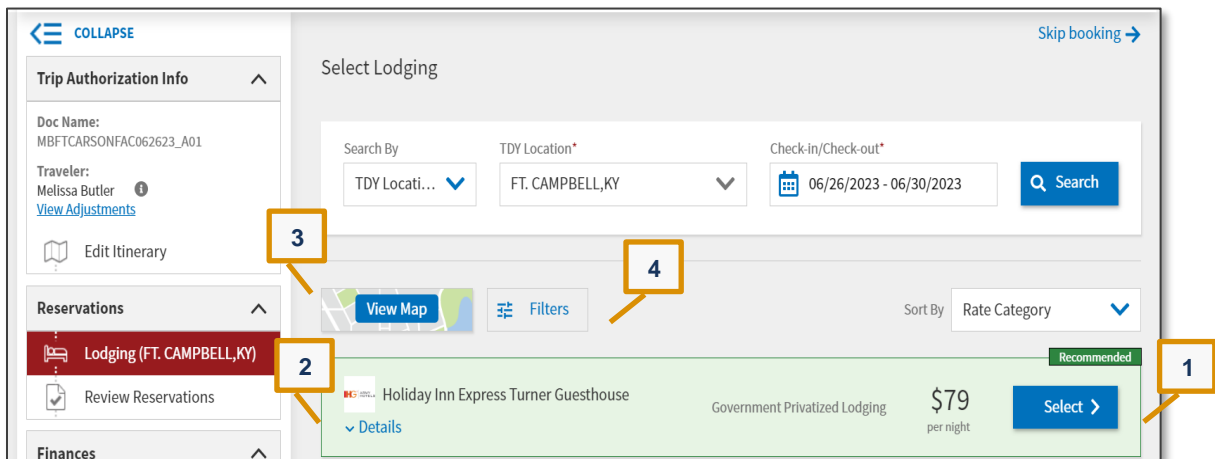 COLLAPSE
Skip booking
Trip Authorization Info
Select Lodging
Doc Name:
MBFTCARSONFAC062623_A01
Traveler:
Melissa Butler
View Adjustments
Edit Itinerary
Search By
TDY Location*
Check-in/Check-out*
TDY Locati...
FT. CAMPBELL,KY
06/26/2023 - 06/30/2023
Search
3
4
View Map
Filters
Sort By
Rate Category
Reservations
Lodging (FT. CAMPBELL,KY)
Review Reservations
Finances
2
Recommended
1
Holiday Inn Express Turner Guesthouse
Details
Government Privatized Lodging
$79
per night
Select